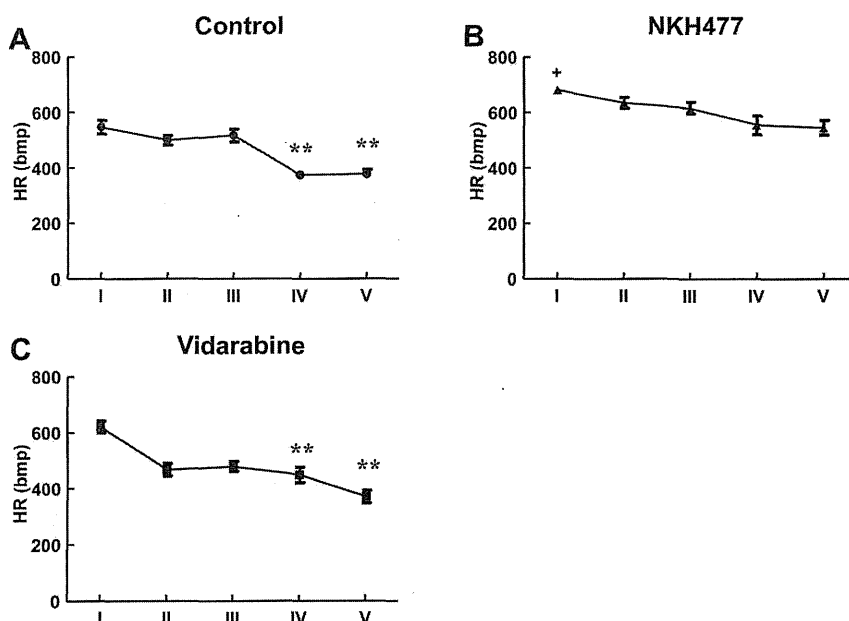 A
Control
800
600
400
200
0
HR (bmp)
**
**
I
II
III
IV
V
B
NKH477
800
600
400
200
0
HR (bmp)
+
I
II
III
IV
V
C
Vidarabine
800
600
400
200
0
HR (bmp)
**
**
I
II
III
IV
V